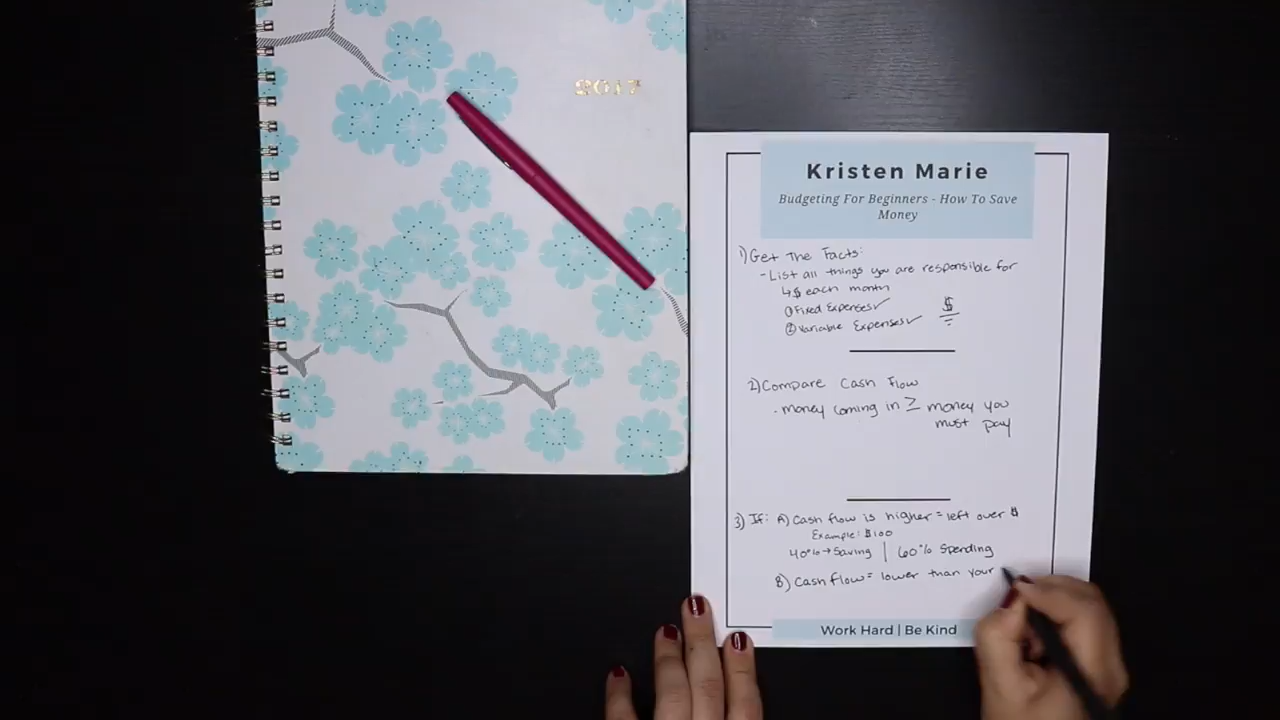 2017
Kristen Marie
Budgeting For Beginners - How To Save
Money
1) Get The Facts:
- List all things you are responsible for
↳$ each month
① Fixed Expenses ✓
② Variable Expenses ✓
$
2) Compare Cash Flow
- money coming in ≥ money you
must pay
3) If: A) Cash flow is higher = left over $
Example: $100
40% → Saving | 60% Spending
B) Cash flow = lower than your
Work Hard | Be Kind